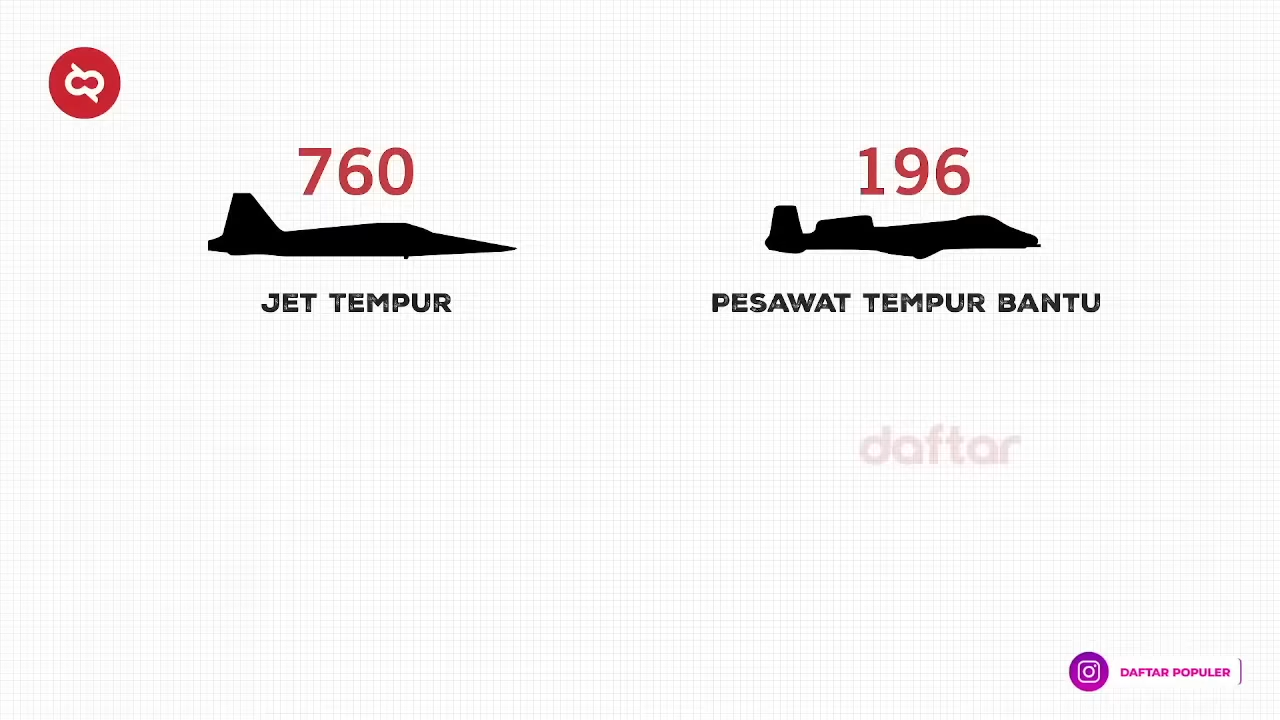 760
196
JET TEMPUR
PESAWAT TEMPUR BANTU
daftar
DAFTAR POPULER